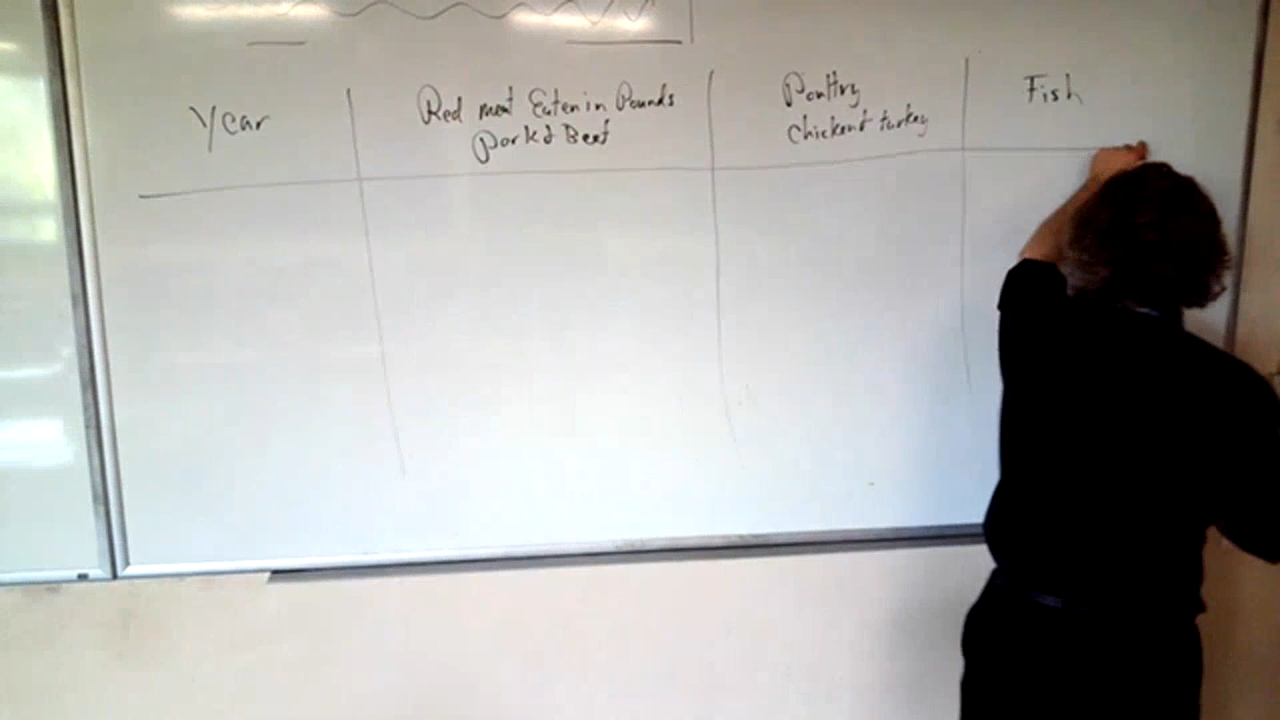 Year
Red meat Eaten in Pounds
Pork & Beef
Poultry
Chicken & turkey
Fish